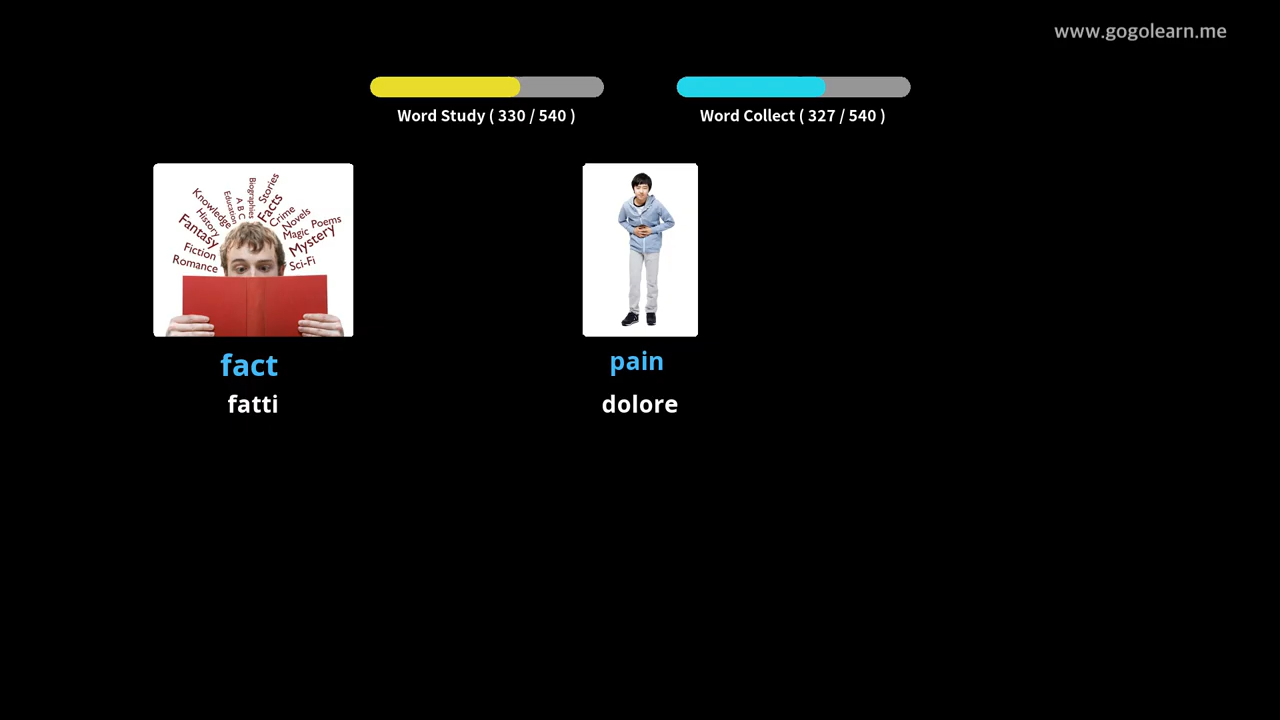 www.gogolearn.me
Word Study ( 330 / 540 )
Word Collect ( 327 / 540 )
Stories
Biographies
Facts
A B C
Education
Knowledge
Crime
History
Novels
Fantasy
Magic
Poems
Mystery
Fiction
Romance
Sci-Fi
fact
fatti
pain
dolore